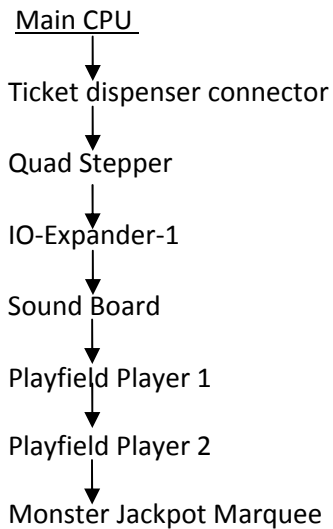 Main CPU
Ticket dispenser connector
Quad Stepper
IO-Expander-1
Sound Board
Playfield Player 1
Playfield Player 2
Monster Jackpot Marquee